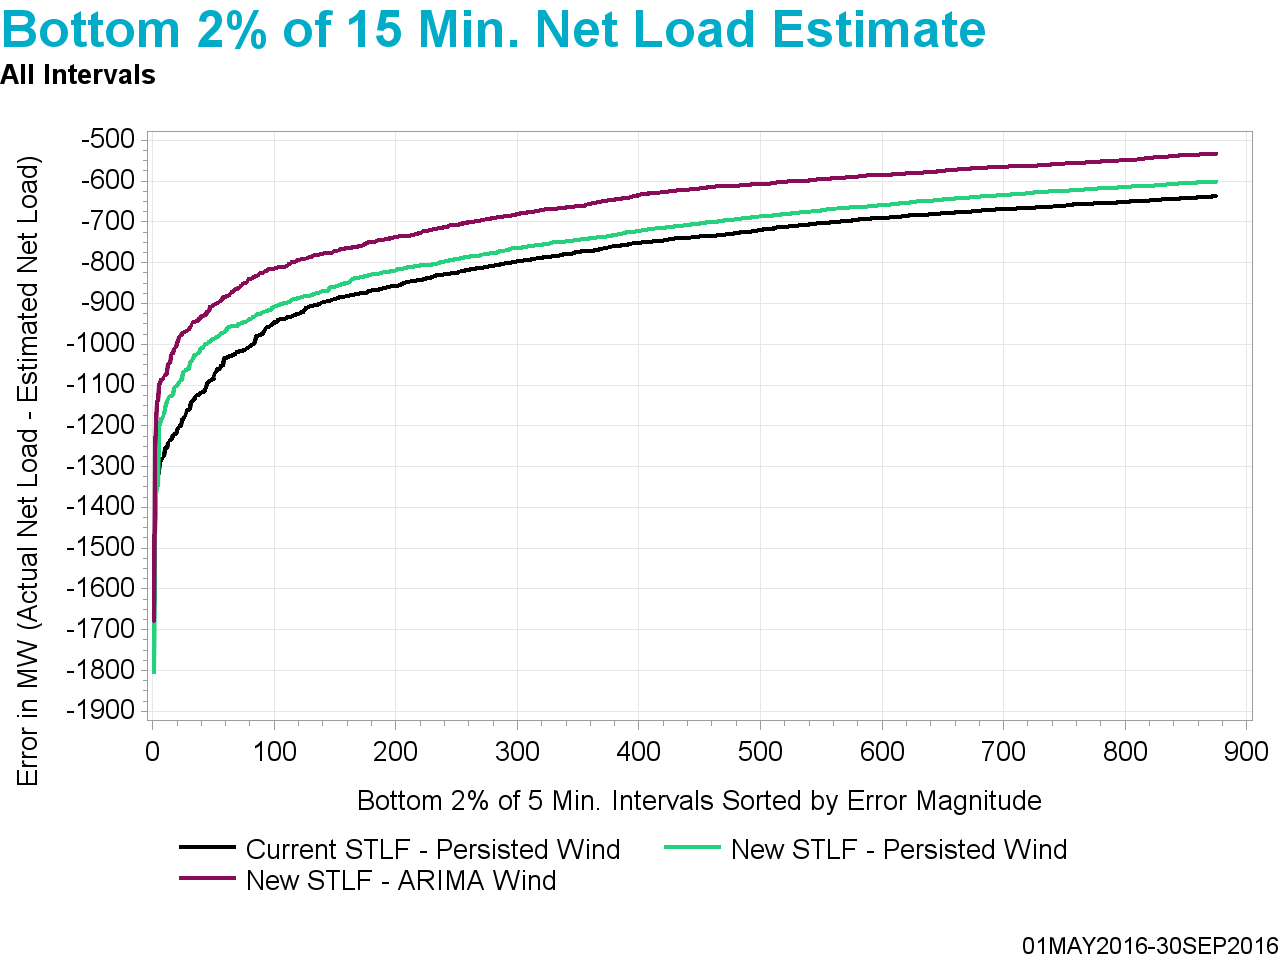 Bottom 2% of 15 Min. Net Load Estimate
All Intervals
Error in MW (Actual Net Load - Estimated Net Load)
-500
-600
-700
-800
-900
-1000
-1100
-1200
-1300
-1400
-1500
-1600
-1700
-1800
-1900
0 100 200 300 400 500 600 700 800 900
Bottom 2% of 5 Min. Intervals Sorted by Error Magnitude
Current STLF - Persisted Wind New STLF - Persisted Wind
New STLF - ARIMA Wind
01MAY2016-30SEP2016